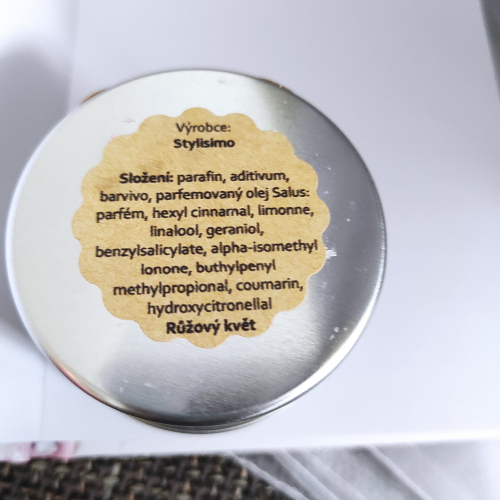 Výrobce:
Stylisimo
Složení: parafin, aditivum,
barvivo, parfemovaný olej Salus:
parfém, hexyl cinnamal, limonne,
linalool, geraniol,
benzylsalicylate, alpha-isomethyl
ionone, buthylpenyl
methylpropional, coumarin,
hydroxycitronellal
Růžový květ